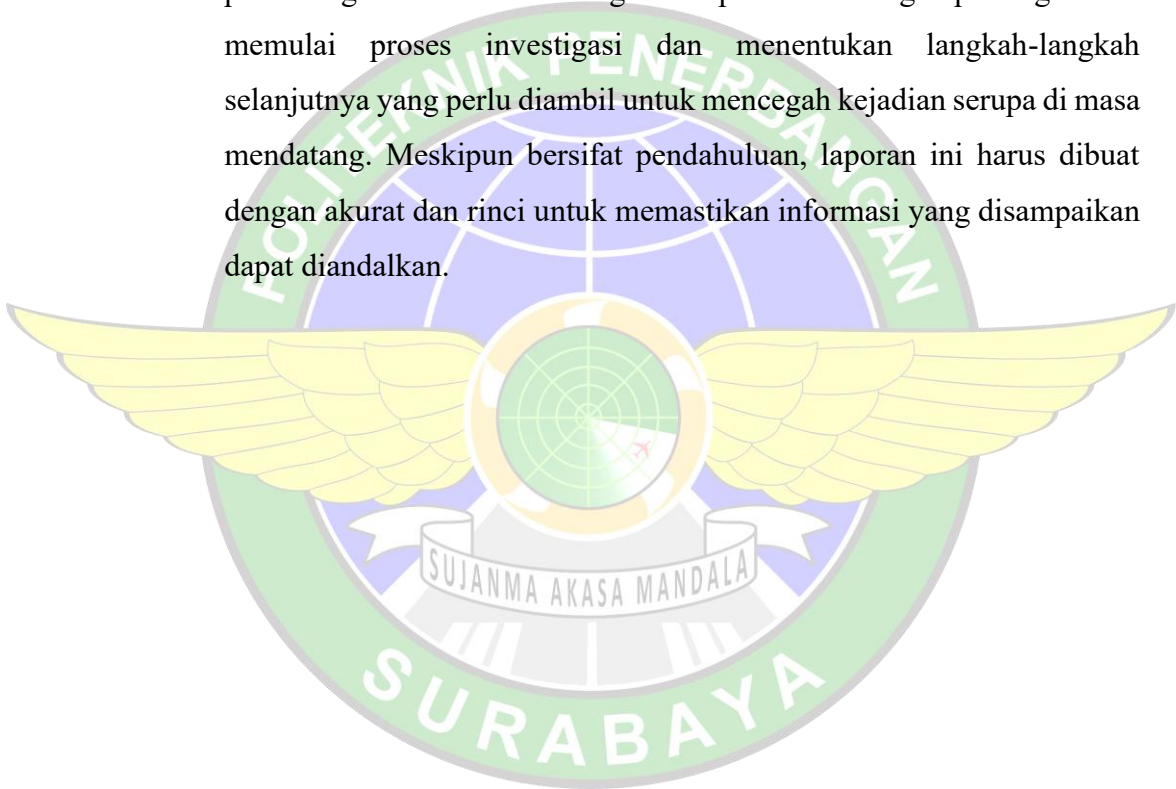 memulai proses investigasi dan menentukan langkah-langkah
selanjutnya yang perlu diambil untuk mencegah kejadian serupa di masa
mendatang. Meskipun bersifat pendahuluan, laporan ini harus dibuat
dengan akurat dan rinci untuk memastikan informasi yang disampaikan
dapat diandalkan.
POLITEKNIK PENERBANGAN
SUJANMA AKASA MANDALA
SURABAYA